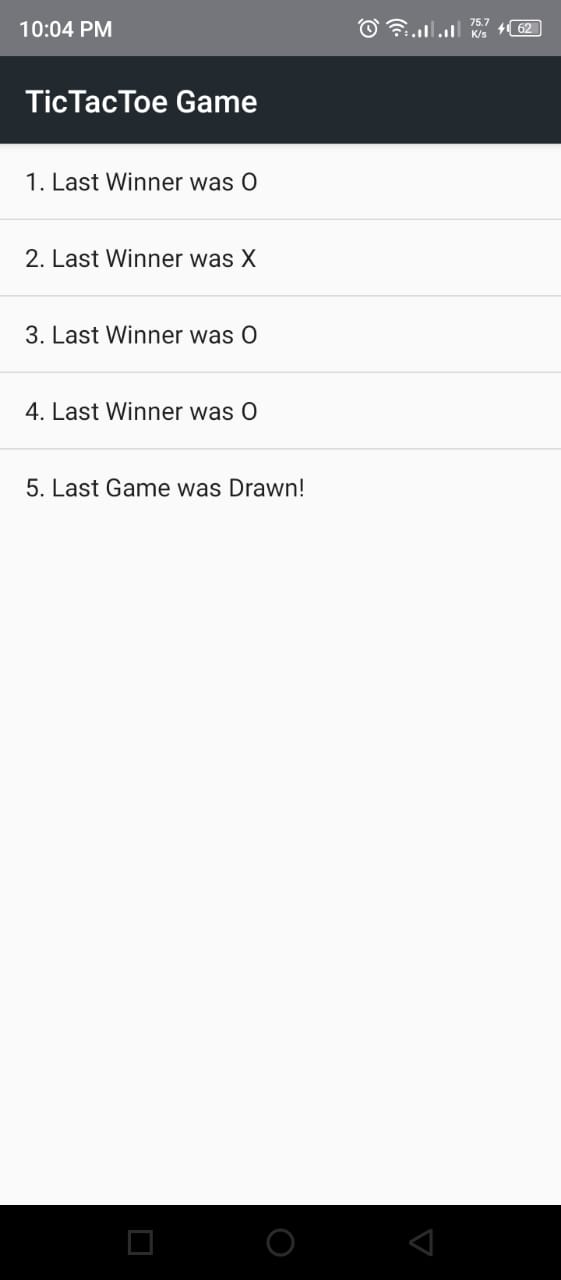 10:04 PM
75.7
K/s
62
TicTacToe Game
1. Last Winner was O
2. Last Winner was X
3. Last Winner was O
4. Last Winner was O
5. Last Game was Drawn!